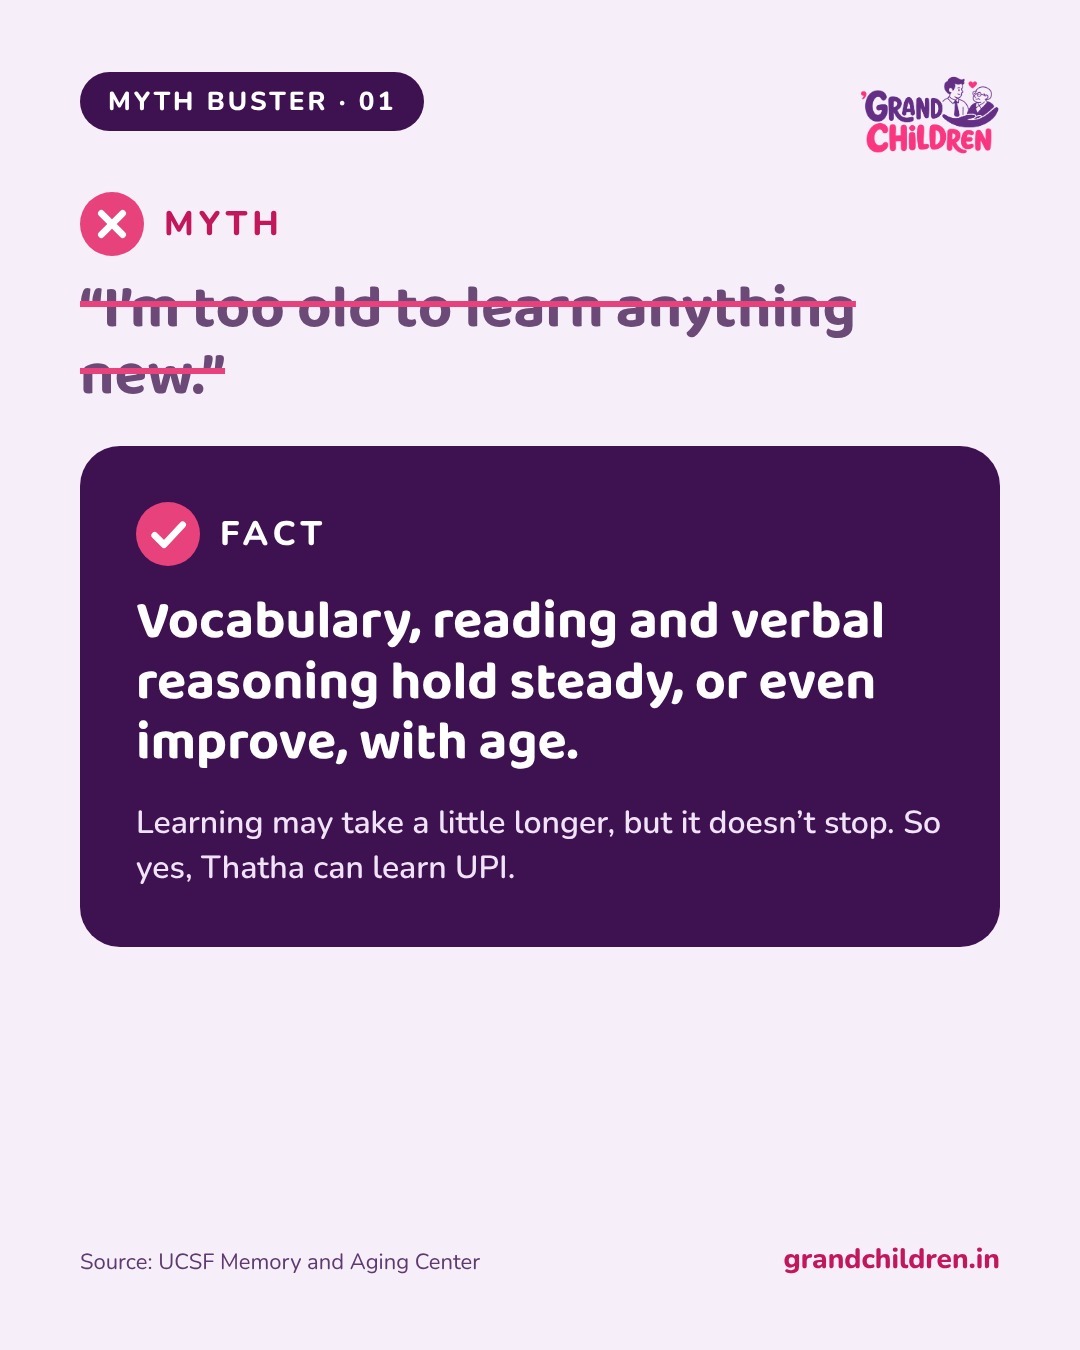 MYTH BUSTER · 01
’GRAND
CHiLDREN
MYTH
“I’m too old to learn anything
new.”
FACT
Vocabulary, reading and verbal
reasoning hold steady, or even
improve, with age.
Learning may take a little longer, but it doesn’t stop. So
yes, Thatha can learn UPI.
Source: UCSF Memory and Aging Center
grandchildren.in